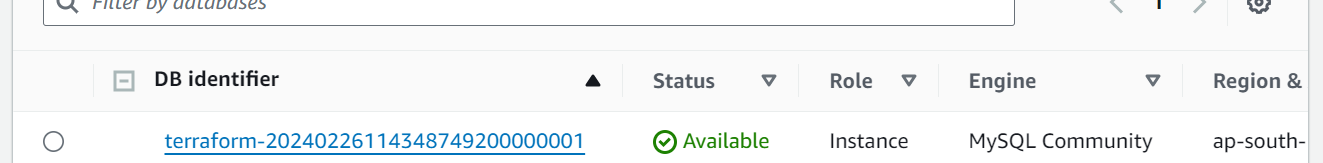 Filter by databases
1
DB identifier Status Role Engine Region &
terraform-20240226114348749200000001 Available Instance MySQL Community ap-south-